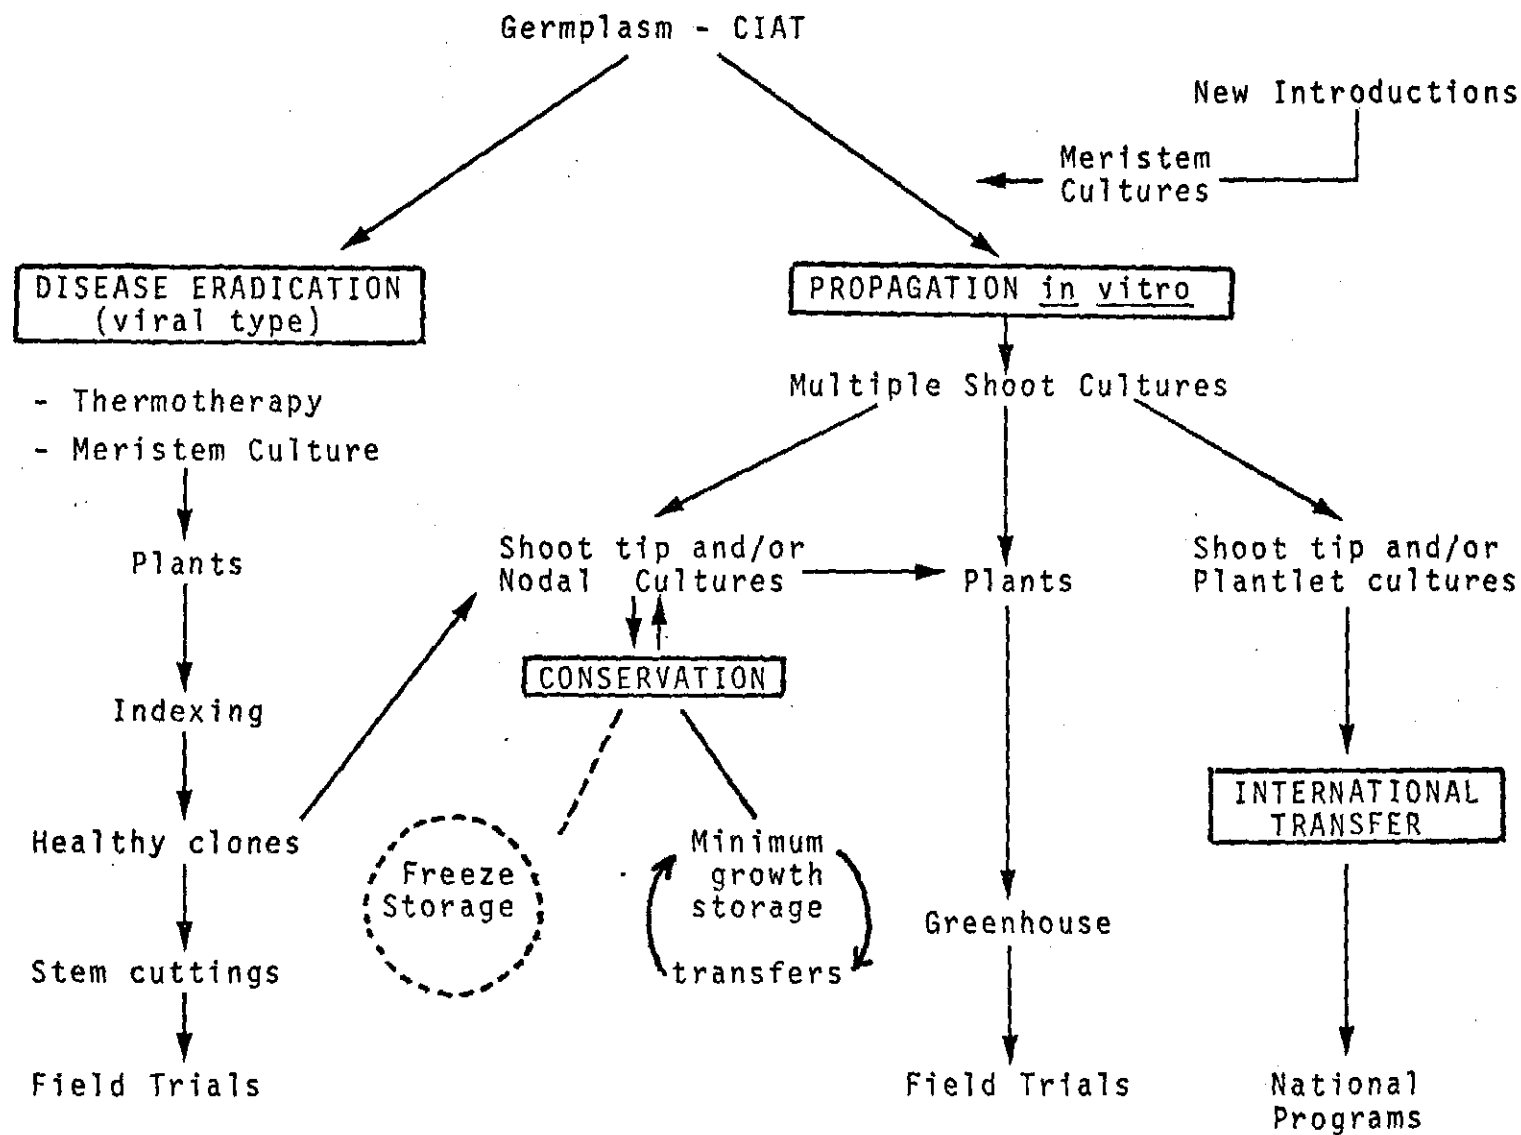 Germplasm - CIAT
New Introductions
Meristem
Cultures
DISEASE ERADICATION
(viral type)
PROPAGATION in vitro
- Thermotherapy
- Meristem Culture
Multiple Shoot Cultures
Plants
Shoot tip and/or
Nodal Cultures
Plants
Shoot tip and/or
Plantlet cultures
CONSERVATION
Indexing
INTERNATIONAL
TRANSFER
Healthy clones
Freeze
Storage
Minimum
growth
storage
transfers
Greenhouse
Stem cuttings
Field Trials
Field Trials
National
Programs